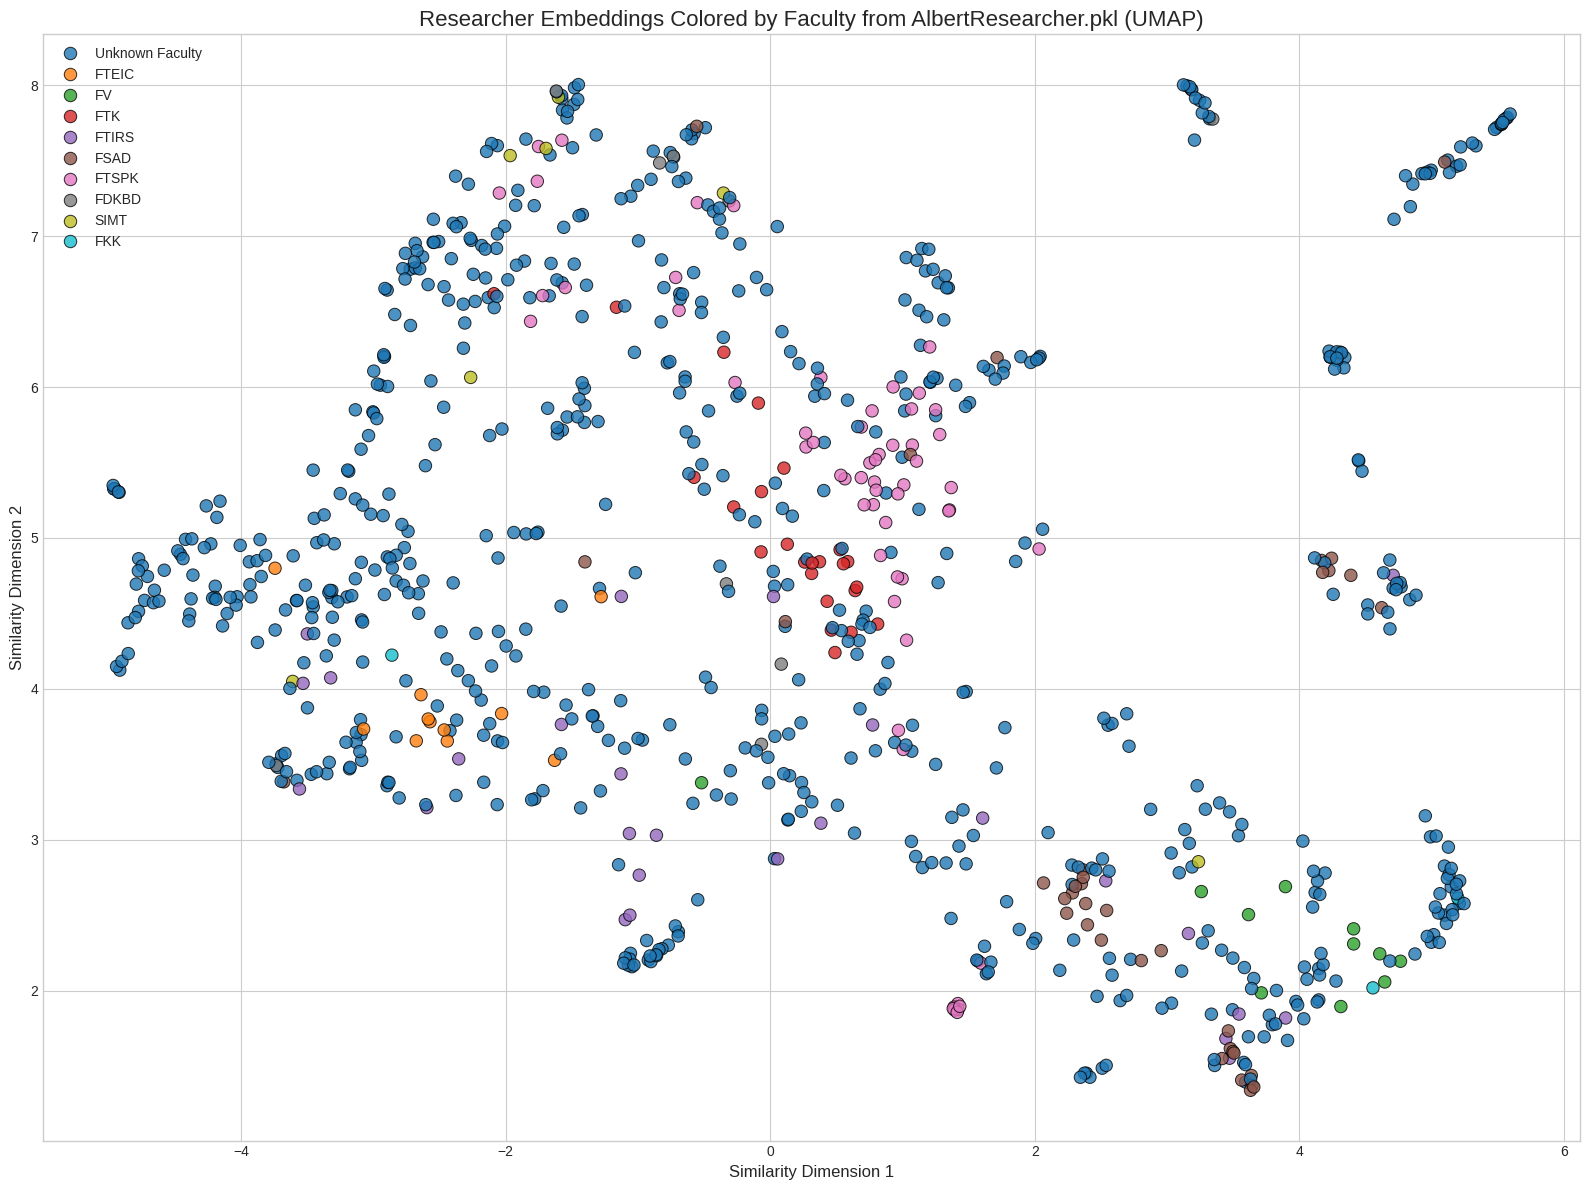 Researcher Embeddings Colored by Faculty from AlbertResearcher.pkl (UMAP)
Unknown Faculty
FTEIC
FV
FTK
FTIRS
FSAD
FTSPK
FDKBD
SIMT
FKK
8
7
6
5
4
3
2
Similarity Dimension 2
−4
−2
0
2
4
6
Similarity Dimension 1